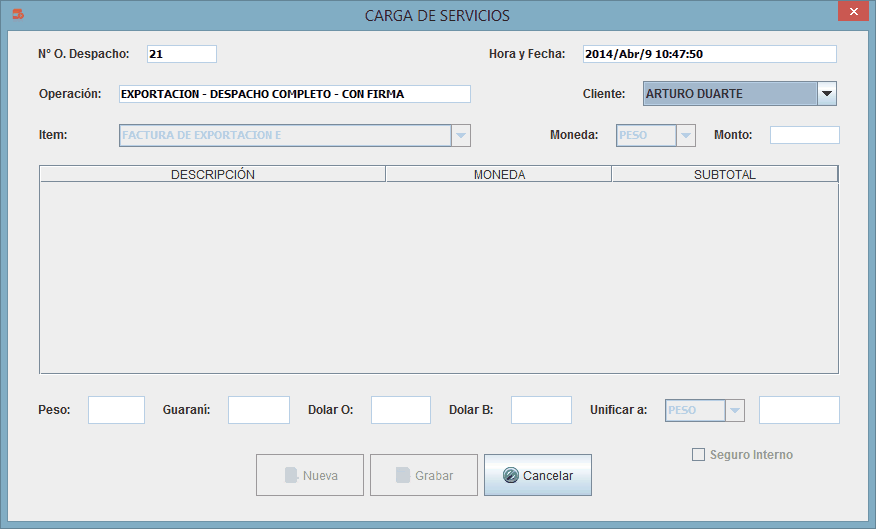 CARGA DE SERVICIOS
N° O. Despacho: 21 Hora y Fecha: 2014/Abr/9 10:47:50
Operación: EXPORTACION - DESPACHO COMPLETO - CON FIRMA Cliente: ARTURO DUARTE
Item: FACTURA DE EXPORTACION E Moneda: PESO Monto:
DESCRIPCIÓN MONEDA SUBTOTAL
Peso: Guaraní: Dolar O: Dolar B: Unificar a: PESO
Seguro Interno
Nueva Grabar Cancelar